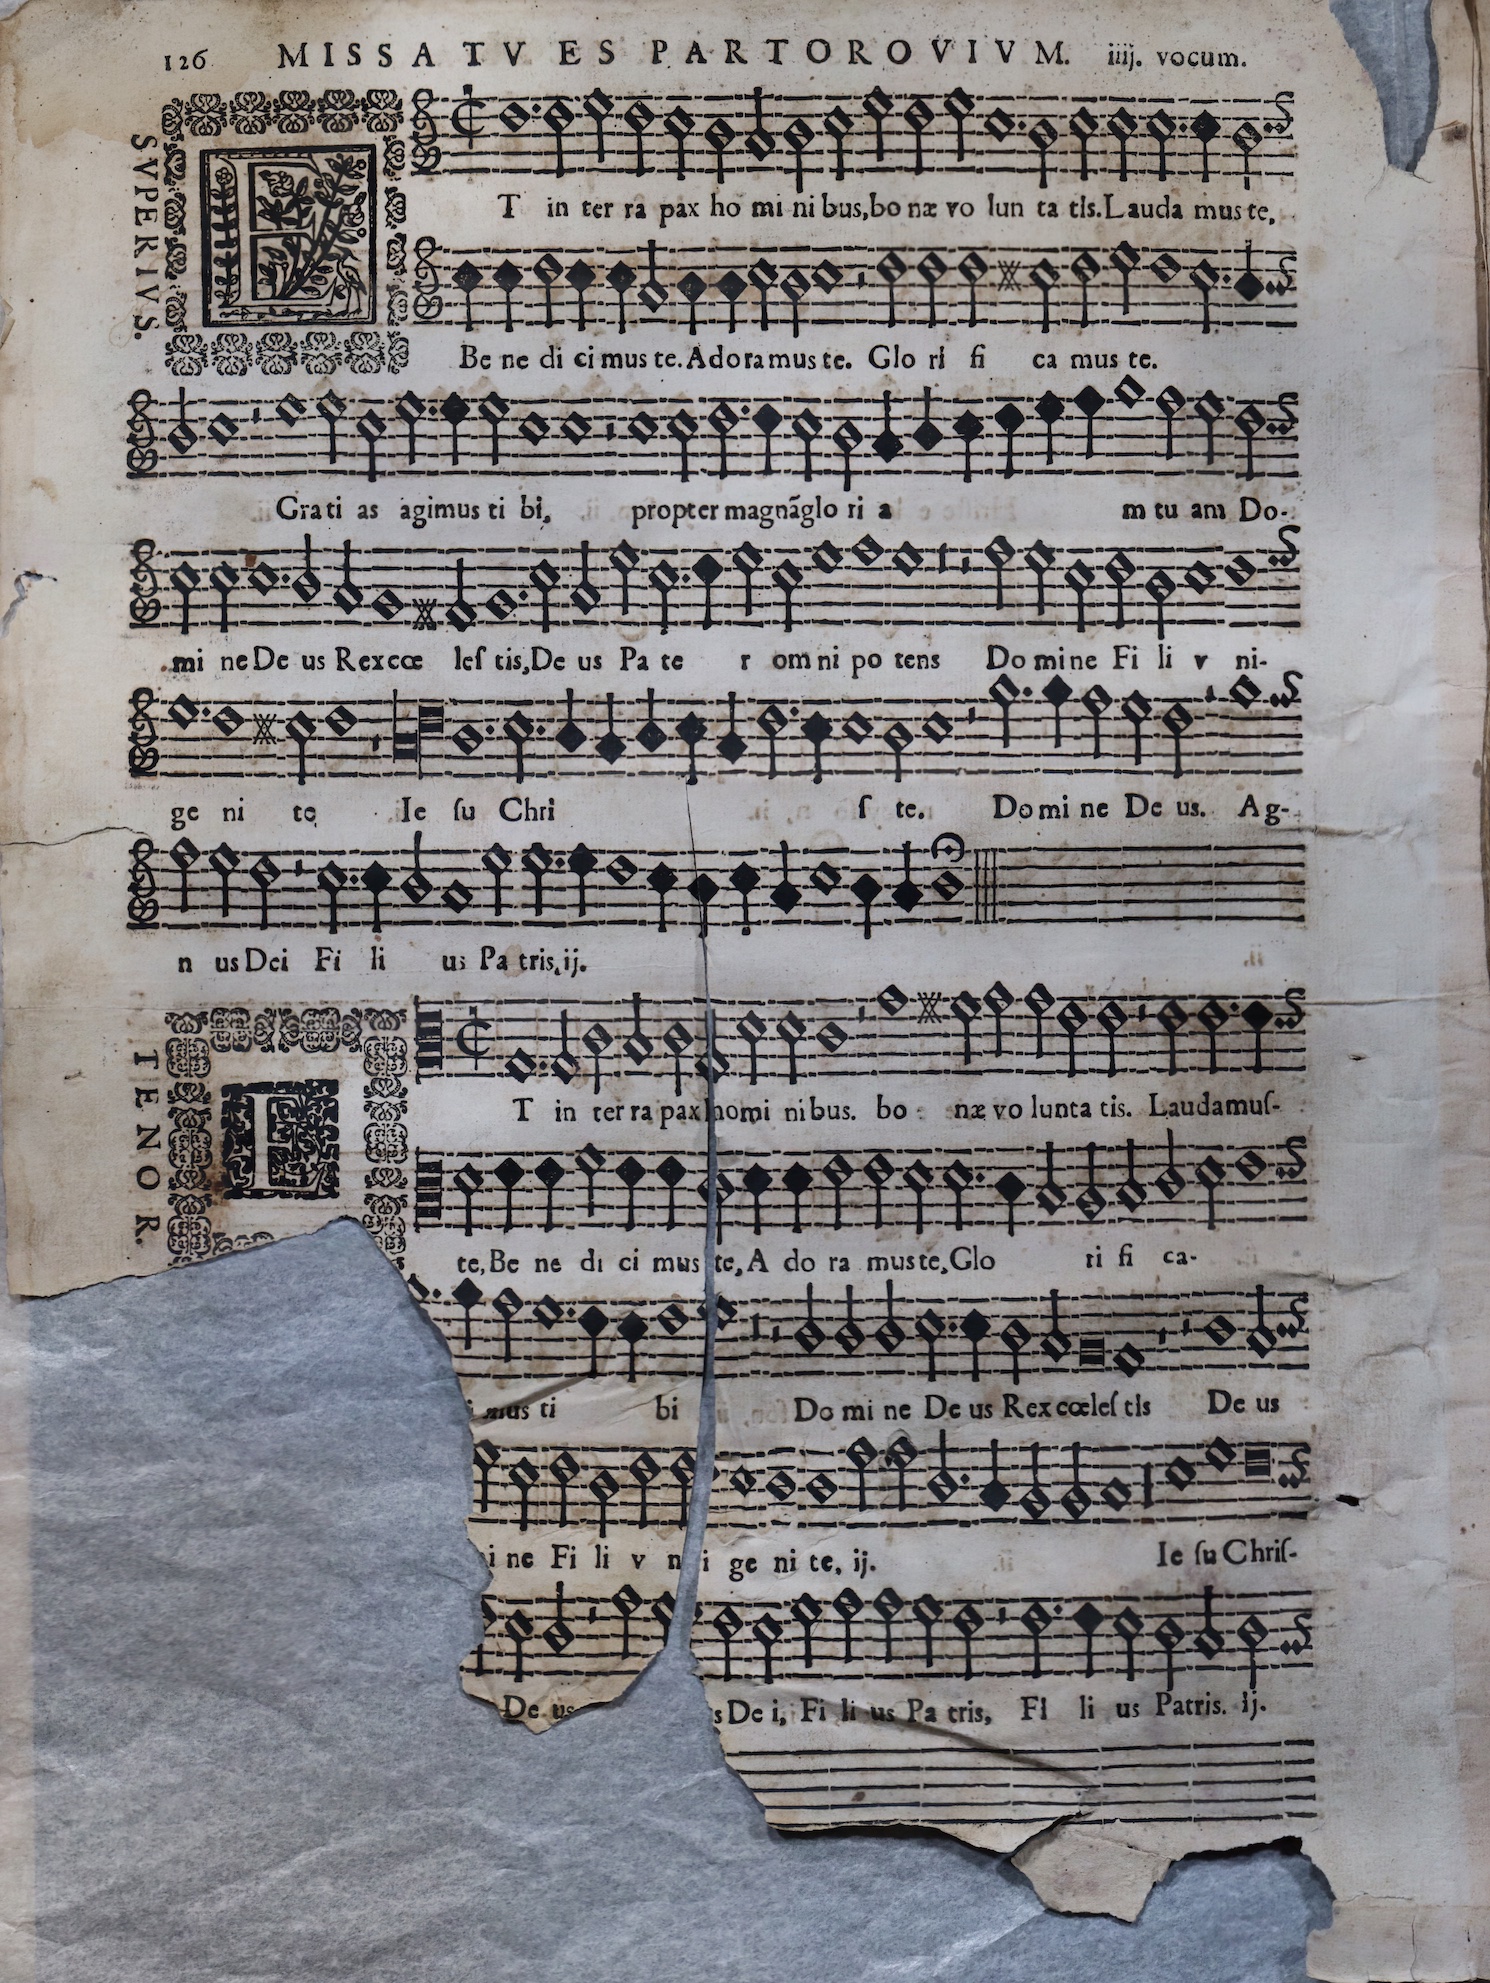 126 MISSA TV ES PARTOROVIVM. iiij. vocum.
SVPERIVS.
ET in ter ra pax ho mi ni bus, bo næ vo lun ta tis. Lauda mus te,
Be ne di ci mus te. Adoramus te. Glo ri fi ca mus te.
Grati as agimus ti bi, propter magnã glo ri a m tu am Do-
mi ne De us Rex cœ leſ tis, De us Pa te r om ni po tens Do mi ne Fi li v ni-
ge ni te Ie ſu Chri ſ te. Do mi ne De us. Ag-
n us Dei Fi li us Pa tris, ij.
TENOR.
ET in ter ra pax homi ni bus. bo næ vo lunta tis. Laudamuſ-
te, Be ne di ci mus te, A do ra mus te, Glo ri fi ca-
mus ti bi Do mi ne De us Rex cœleſ tis De us
ine Fi li v n i ge ni te, ij. Ie ſu Chriſ-
De us s De i, Fi li us Pa tris, Fi li us Patris. ij.